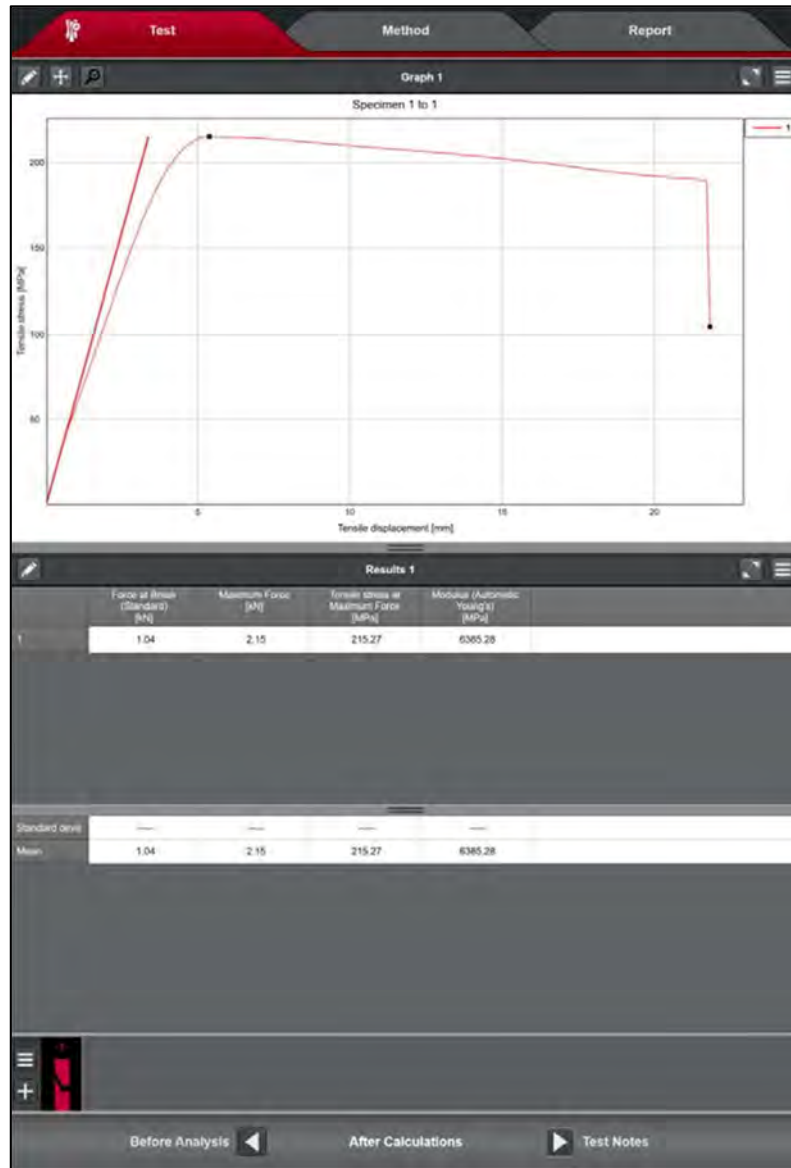 Test
Method
Report
Graph 1
Specimen 1 to 1
1
Tensile stress [MPa]
200
150
100
50
5
10
15
20
Tensile displacement [mm]
Results 1
Force at Break (Standard) [kN]
Maximum Force [kN]
Tensile stress at Maximum Force [MPa]
Modulus (Automatic Young's) [MPa]
1
1.04
2.15
215.27
6385.28
Standard devia
-----
-----
-----
-----
Mean
1.04
2.15
215.27
6385.28
1
Before Analysis
After Calculations
Test Notes